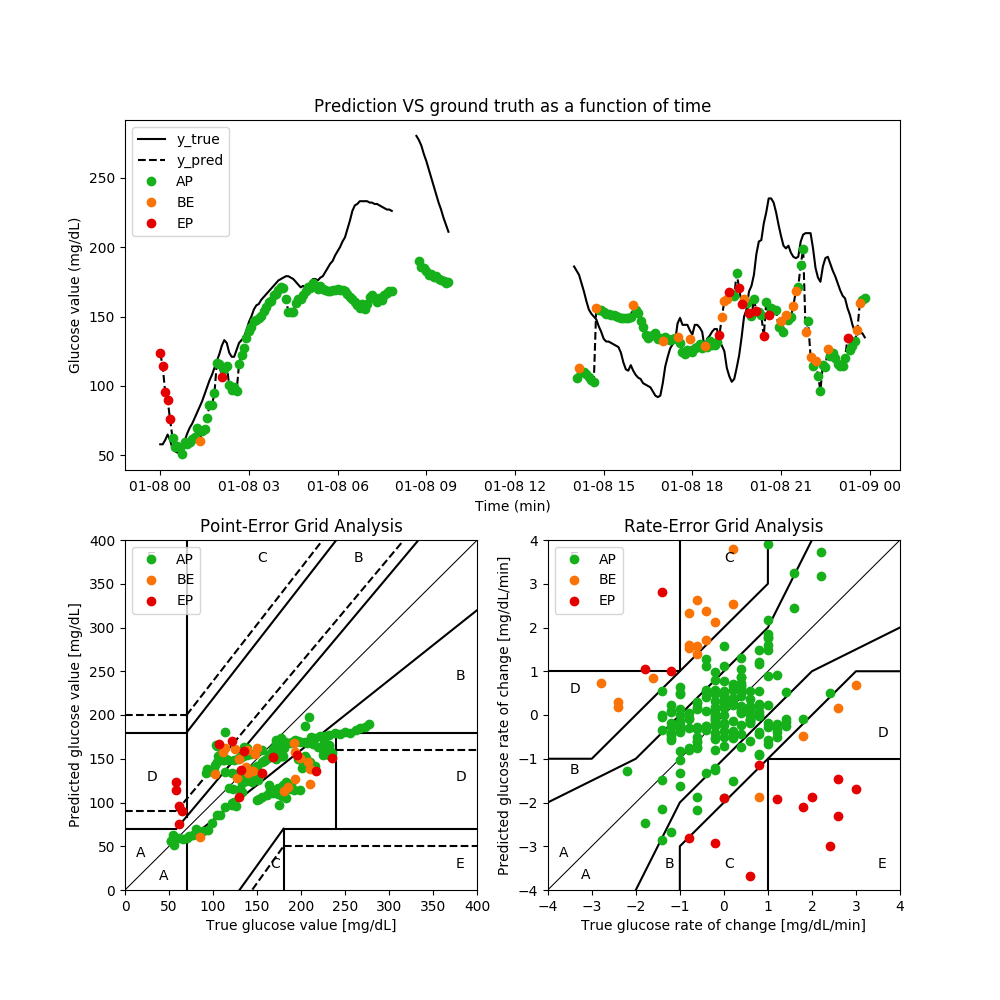 Prediction VS ground truth as a function of time
y_true
y_pred
AP
BE
EP
Glucose value (mg/dL)
250
200
150
100
50
01-08 00 01-08 03 01-08 06 01-08 09 01-08 12 01-08 15 01-08 18 01-08 21 01-09 00
Time (min)
Point-Error Grid Analysis
AP
BE
EP
C
B
B
D
D
A
A
C
E
Predicted glucose value [mg/dL]
400
350
300
250
200
150
100
50
0
0 50 100 150 200 250 300 350 400
True glucose value [mg/dL]
Rate-Error Grid Analysis
AP
BE
EP
C
D
D
B
A
A
B
C
E
Predicted glucose rate of change [mg/dL/min]
4
3
2
1
0
−1
−2
−3
−4
−4 −3 −2 −1 0 1 2 3 4
True glucose rate of change [mg/dL/min]